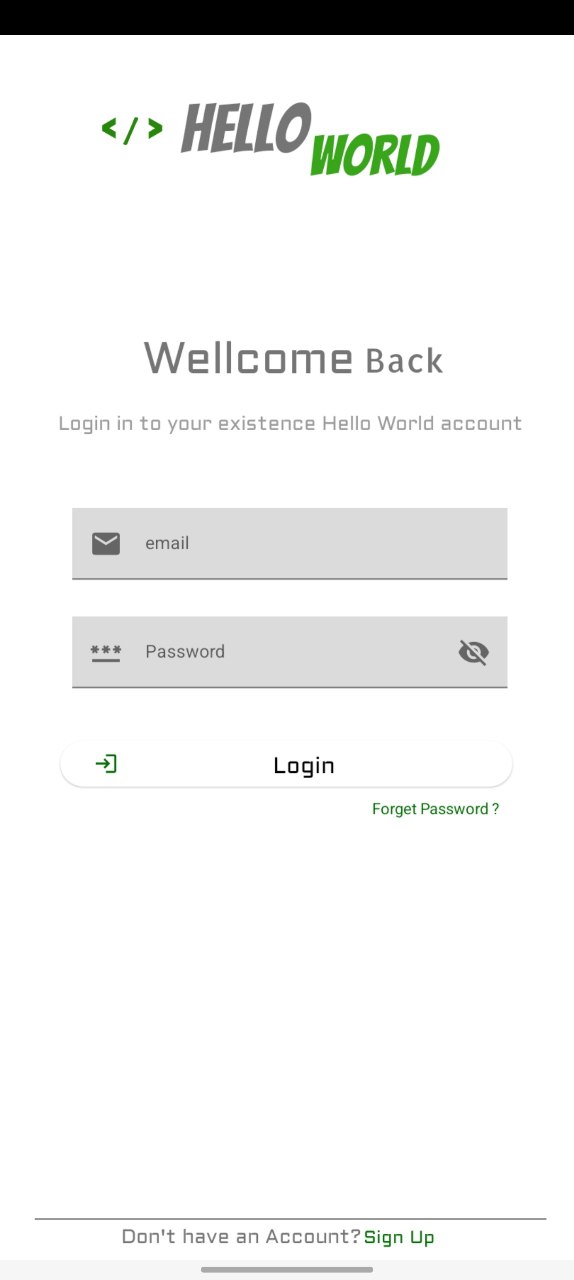 </> HELLO
WORLD
Wellcome Back
Login in to your existence Hello World account
email
*** Password
Login
Forget Password ?
Don't have an Account? Sign Up